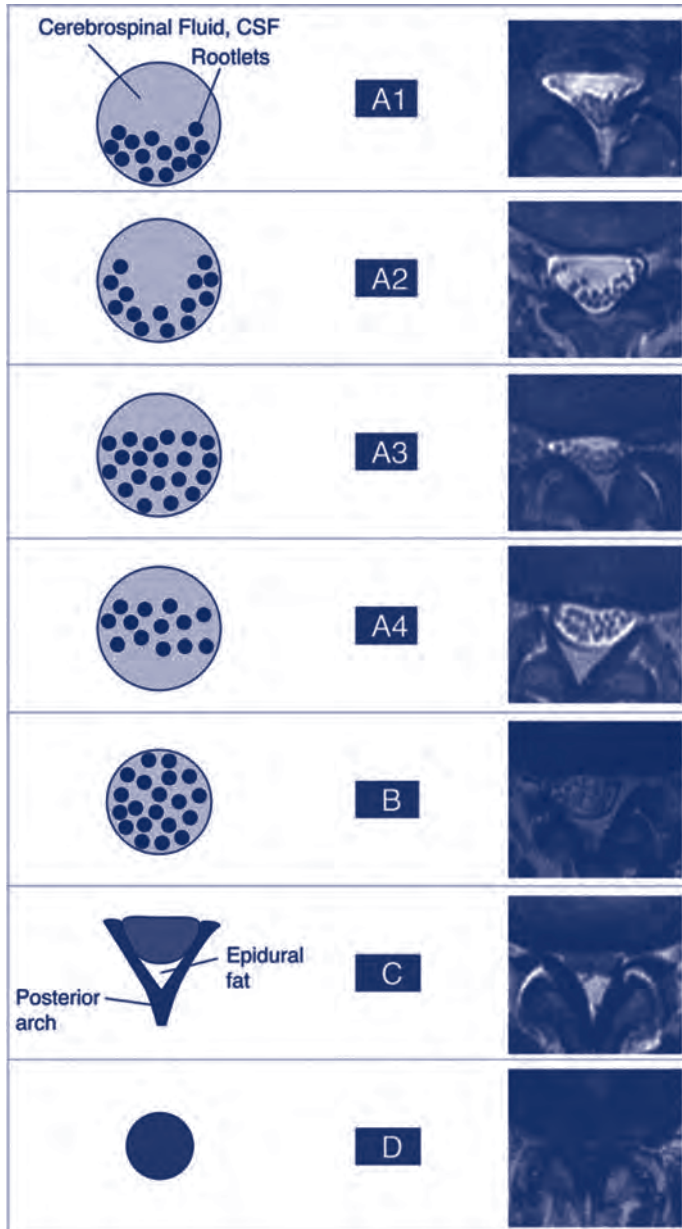 Cerebrospinal Fluid, CSF
Rootlets
A1
A2
A3
A4
B
Epidural
fat
C
Posterior
arch
D